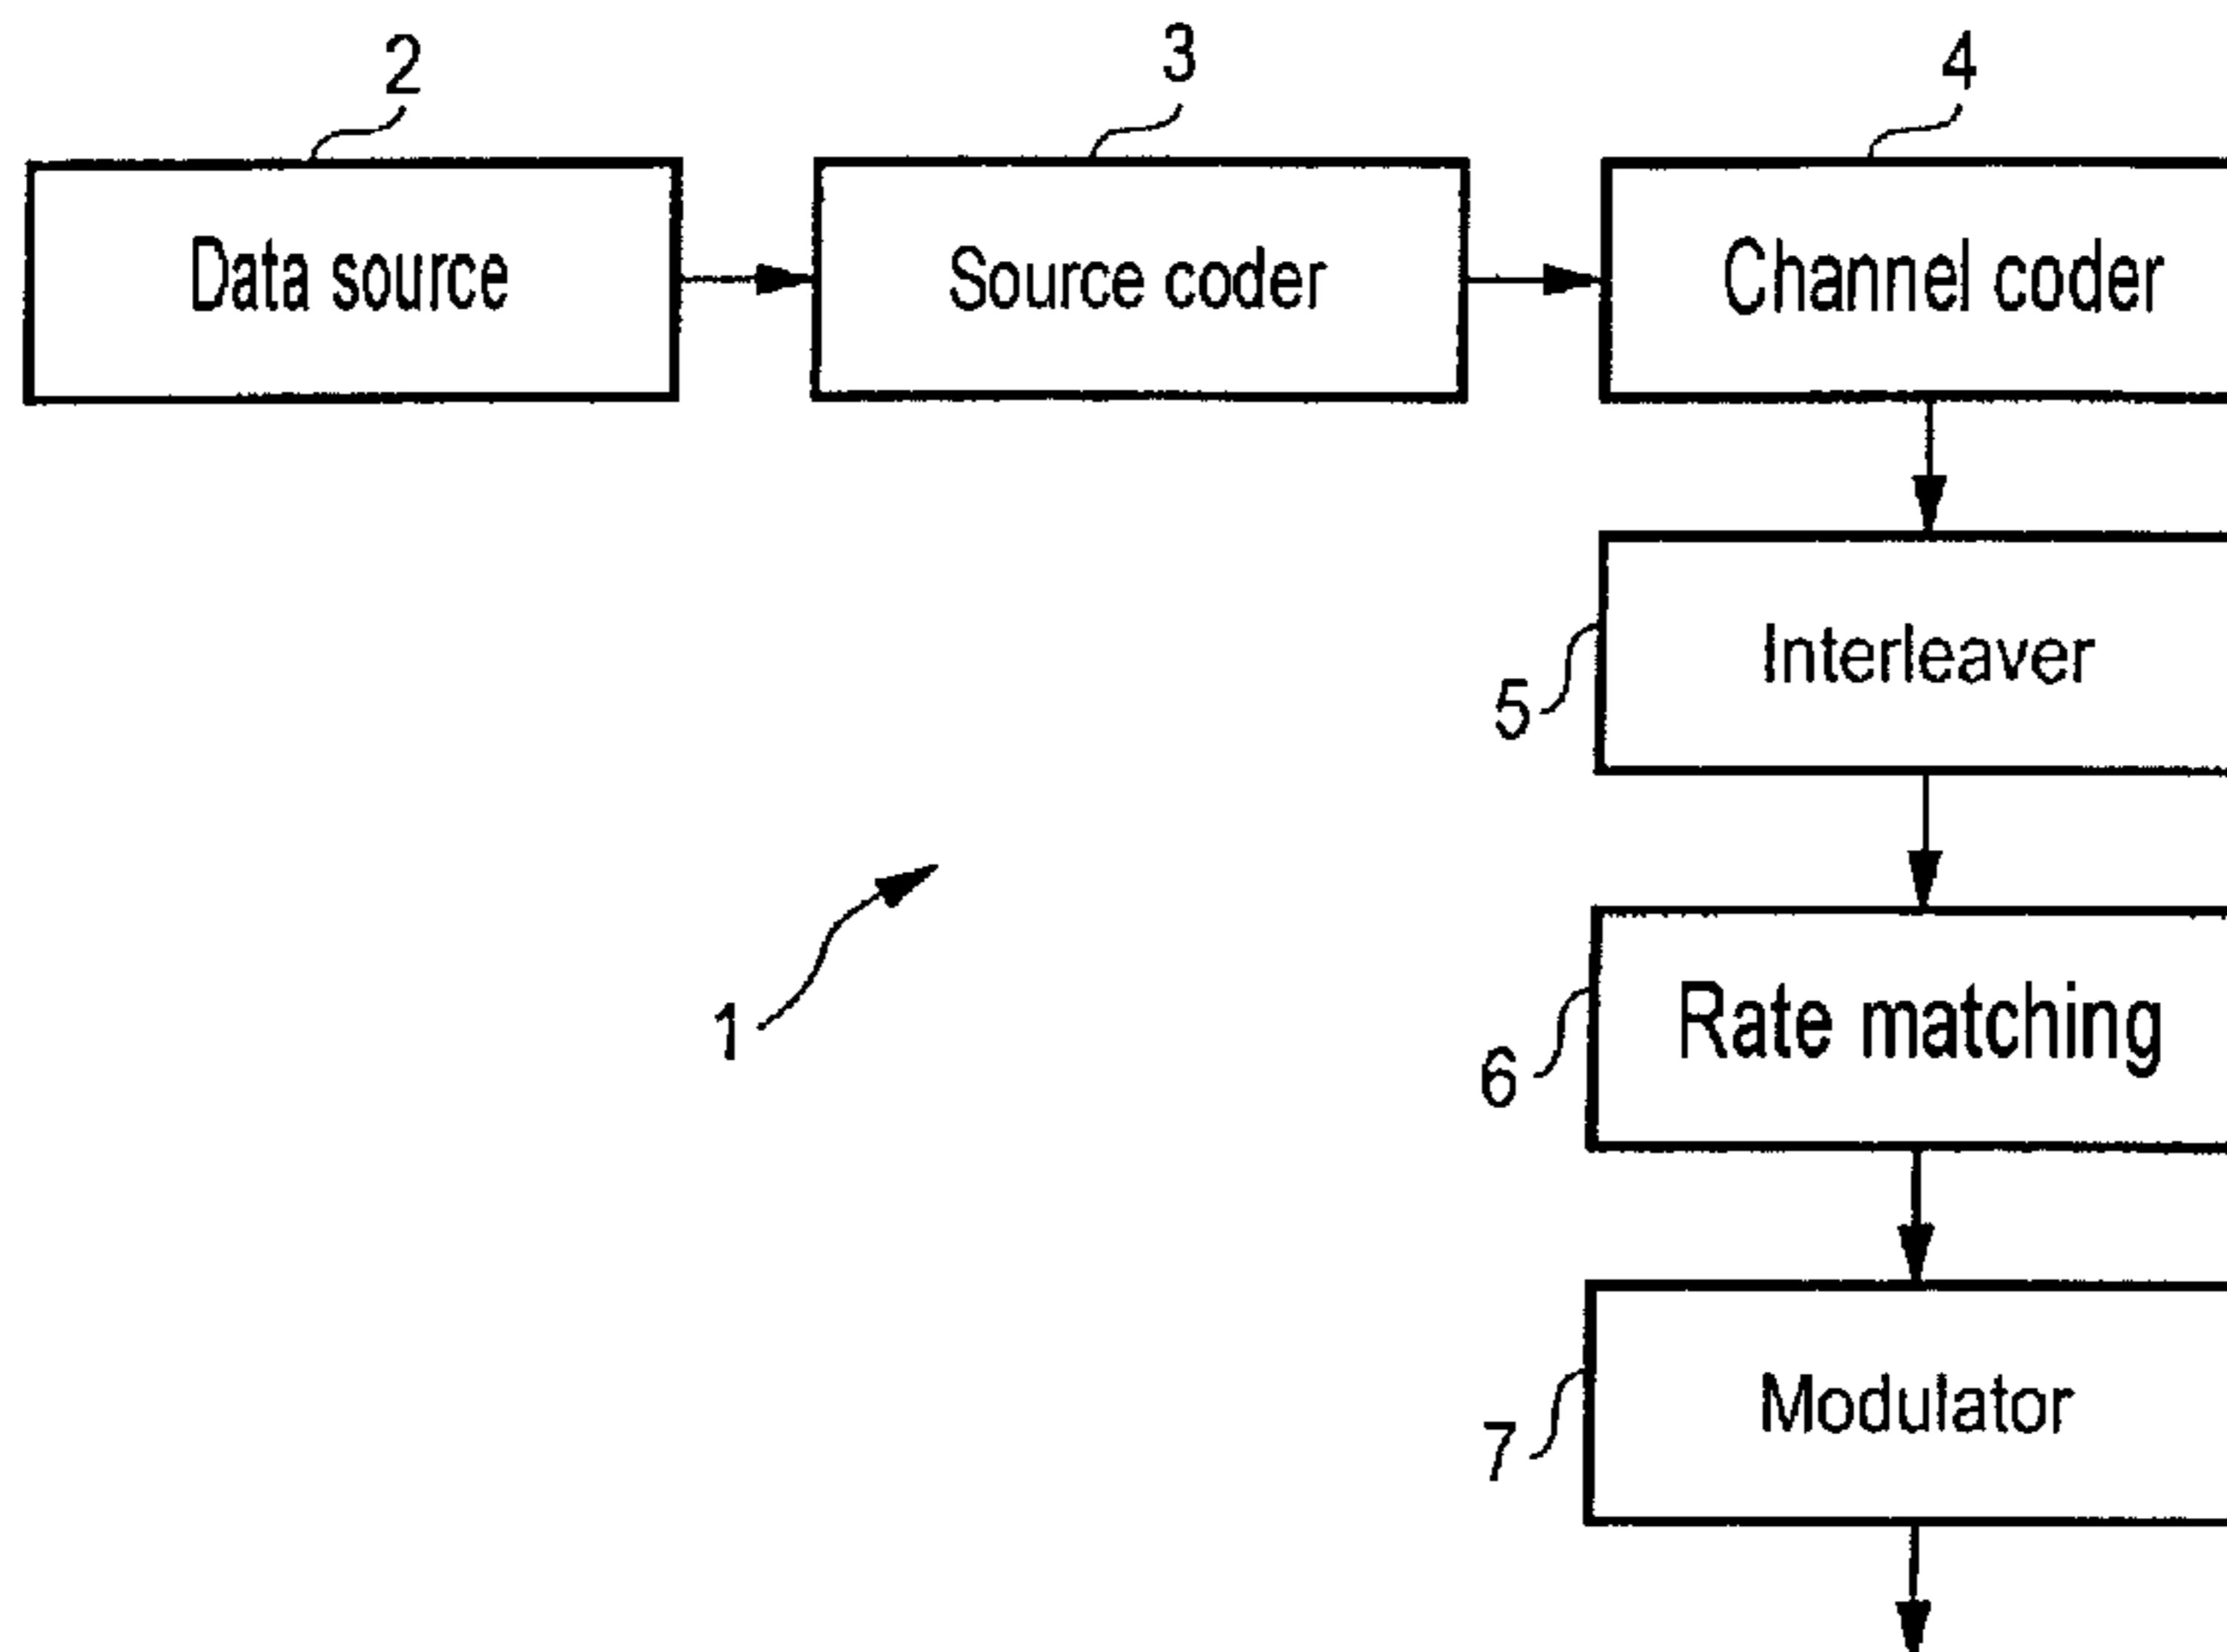 2
3
4
Data source
Source coder
Channel coder
Interleaver
5
1
Rate matching
6
Modulator
7